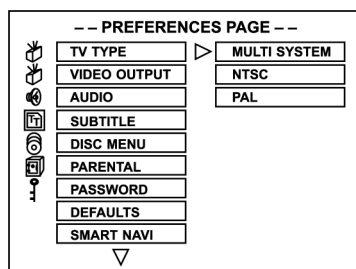 – – PREFERENCES PAGE – –
TV TYPE
VIDEO OUTPUT
AUDIO
SUBTITLE
DISC MENU
PARENTAL
PASSWORD
DEFAULTS
SMART NAVI
MULTI SYSTEM
NTSC
PAL
TT